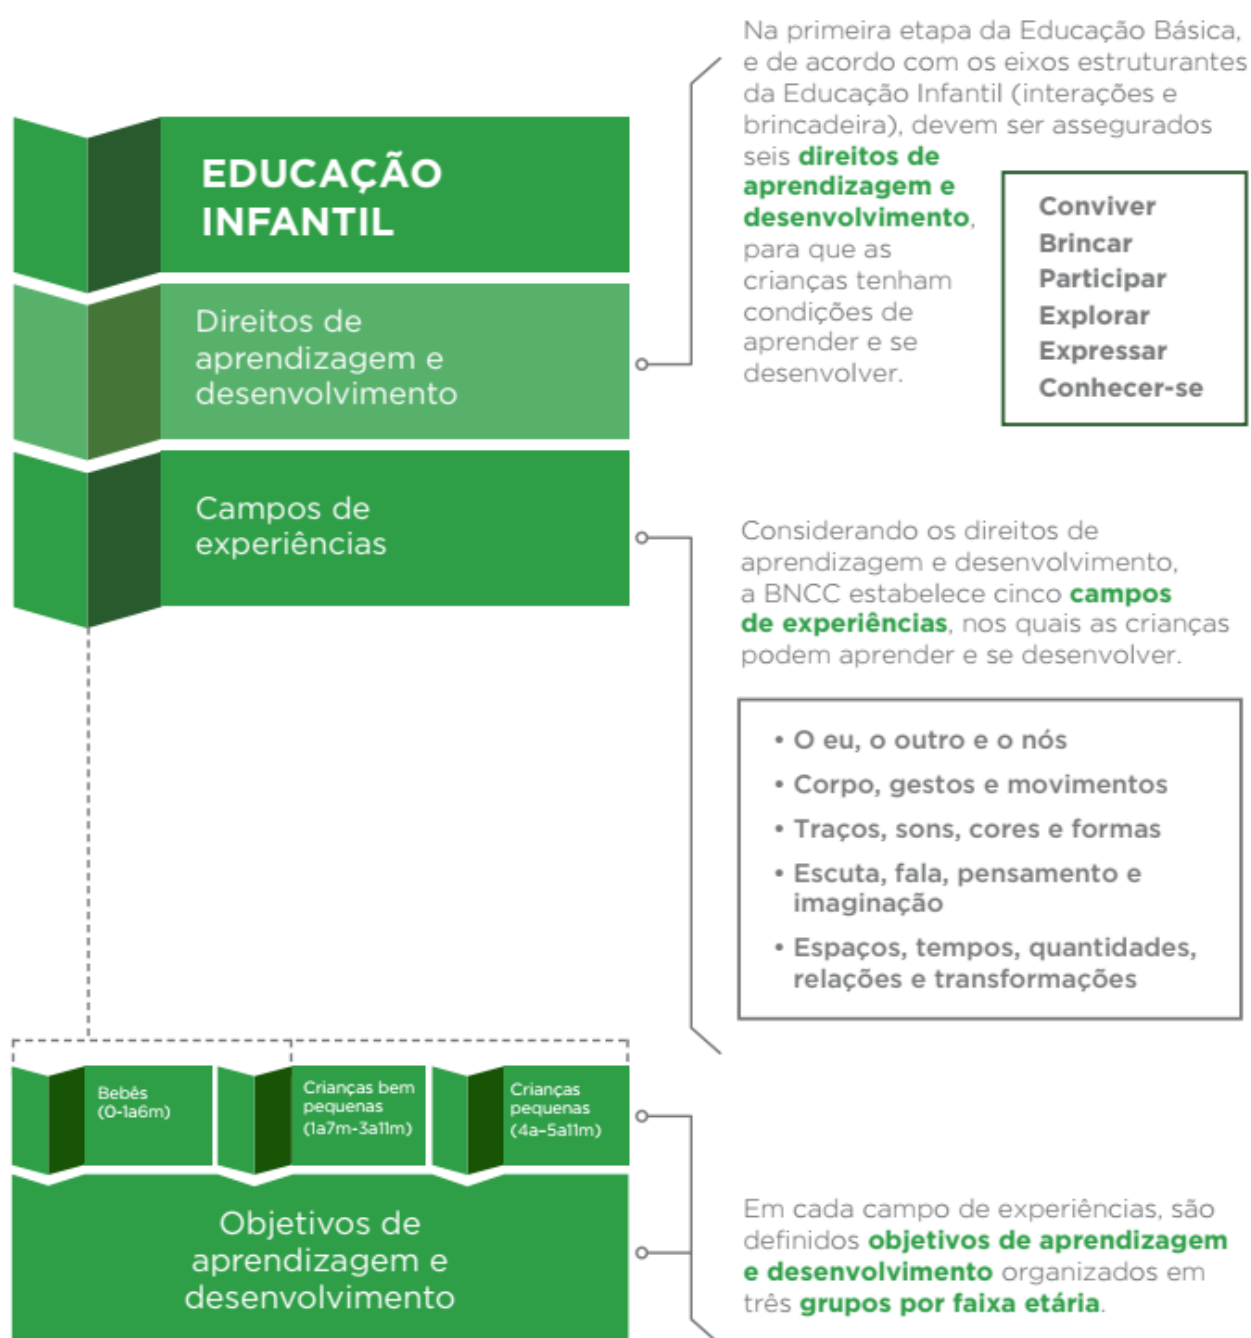 EDUCAÇÃO
INFANTIL
Direitos de
aprendizagem e
desenvolvimento
Na primeira etapa da Educação Básica,
e de acordo com os eixos estruturantes
da Educação Infantil (interações e
brincadeira), devem ser assegurados
seis direitos de
aprendizagem e
desenvolvimento,
para que as
crianças tenham
condições de
aprender e se
desenvolver.
Conviver
Brincar
Participar
Explorar
Expressar
Conhecer-se
Campos de
experiências
Considerando os direitos de
aprendizagem e desenvolvimento,
a BNCC estabelece cinco campos
de experiências, nos quais as crianças
podem aprender e se desenvolver.
• O eu, o outro e o nós
• Corpo, gestos e movimentos
• Traços, sons, cores e formas
• Escuta, fala, pensamento e
imaginação
• Espaços, tempos, quantidades,
relações e transformações
Bebês
(0-1a6m)
Crianças bem
pequenas
(1a7m-3a11m)
Crianças
pequenas
(4a-5a11m)
Objetivos de
aprendizagem e
desenvolvimento
Em cada campo de experiências, são
definidos objetivos de aprendizagem
e desenvolvimento organizados em
três grupos por faixa etária.